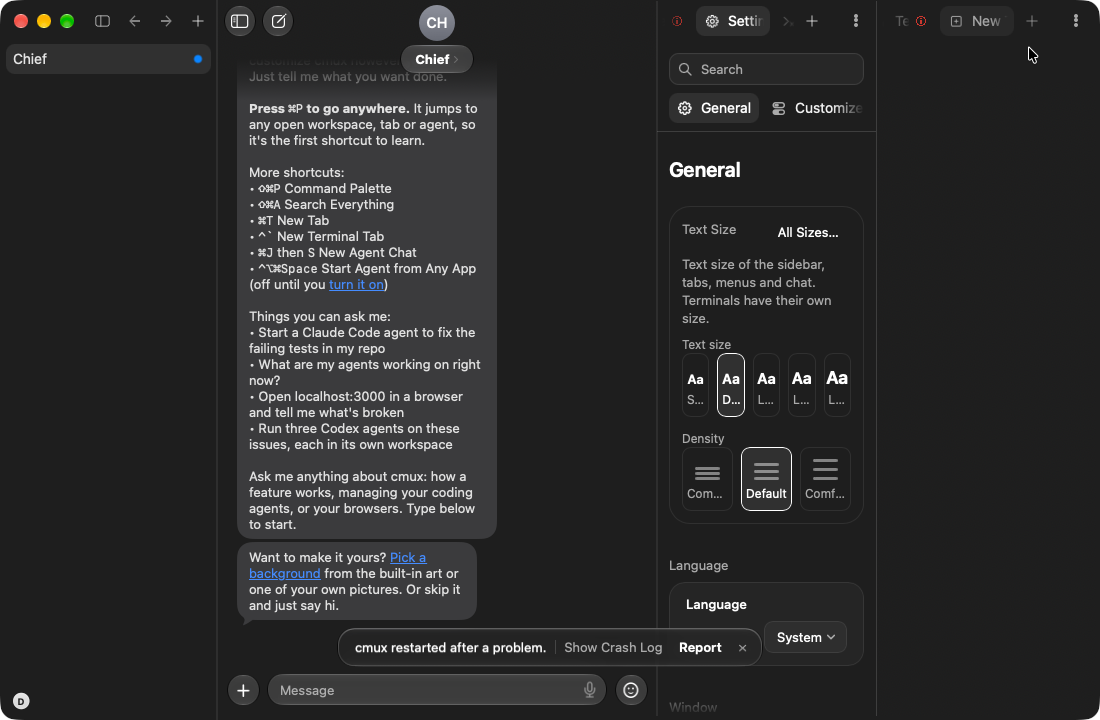 CH
Chief
Chief
Just tell me what you want done.
Press ⌘P to go anywhere. It jumps to
any open workspace, tab or agent, so
it's the first shortcut to learn.
More shortcuts:
• ⇧⌘P Command Palette
• ⇧⌘A Search Everything
• ⌘T New Tab
• ^` New Terminal Tab
• ⌘J then S New Agent Chat
• ^⌥⌘Space Start Agent from Any App
(off until you turn it on)
Things you can ask me:
• Start a Claude Code agent to fix the
failing tests in my repo
• What are my agents working on right
now?
• Open localhost:3000 in a browser
and tell me what's broken
• Run three Codex agents on these
issues, each in its own workspace
Ask me anything about cmux: how a
feature works, managing your coding
agents, or your browsers. Type below
to start.
Want to make it yours? Pick a
background from the built-in art or
one of your own pictures. Or skip it
and just say hi.
cmux restarted after a problem. Show Crash Log Report
Message
D
Settin
Search
General Customize
General
Text Size All Sizes...
Text size of the sidebar,
tabs, menus and chat.
Terminals have their own
size.
Text size
Aa Aa Aa Aa Aa
S... D... L... L... L...
Density
Com... Default Comf...
Language
Language
System
Window
Te New